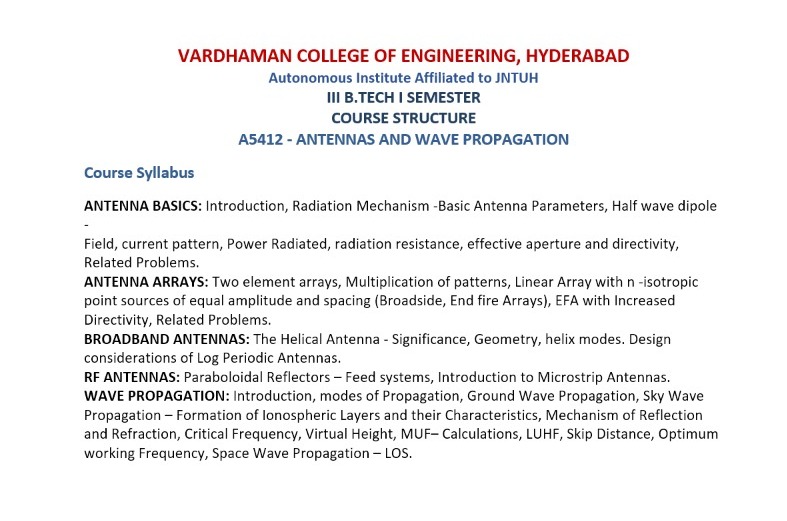 VARDHAMAN COLLEGE OF ENGINEERING, HYDERABAD
Autonomous Institute Affiliated to JNTUH
III B.TECH I SEMESTER
COURSE STRUCTURE
A5412 - ANTENNAS AND WAVE PROPAGATION
Course Syllabus
ANTENNA BASICS: Introduction, Radiation Mechanism -Basic Antenna Parameters, Half wave dipole
-
Field, current pattern, Power Radiated, radiation resistance, effective aperture and directivity,
Related Problems.
ANTENNA ARRAYS: Two element arrays, Multiplication of patterns, Linear Array with n -isotropic
point sources of equal amplitude and spacing (Broadside, End fire Arrays), EFA with Increased
Directivity, Related Problems.
BROADBAND ANTENNAS: The Helical Antenna - Significance, Geometry, helix modes. Design
considerations of Log Periodic Antennas.
RF ANTENNAS: Paraboloidal Reflectors – Feed systems, Introduction to Microstrip Antennas.
WAVE PROPAGATION: Introduction, modes of Propagation, Ground Wave Propagation, Sky Wave
Propagation – Formation of Ionospheric Layers and their Characteristics, Mechanism of Reflection
and Refraction, Critical Frequency, Virtual Height, MUF– Calculations, LUHF, Skip Distance, Optimum
working Frequency, Space Wave Propagation – LOS.